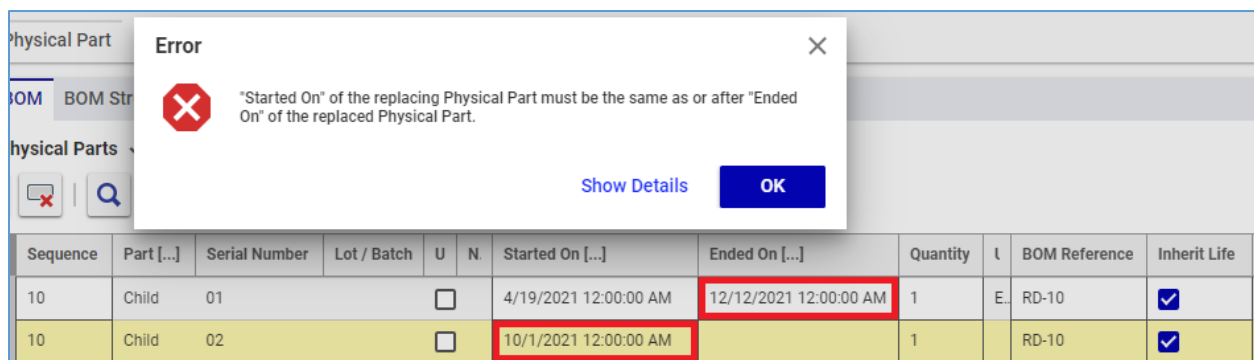 Physical Part
Error
BOM BOM Str
"Started On" of the replacing Physical Part must be the same as or after "Ended
On" of the replaced Physical Part.
hysical Parts
Show Details OK
Sequence Part [...] Serial Number Lot / Batch U N. Started On [...] Ended On [...] Quantity BOM Reference Inherit Life
10 Child 01 4/19/2021 12:00:00 AM 12/12/2021 12:00:00 AM 1 E.. RD-10
10 Child 02 10/1/2021 12:00:00 AM 1 RD-10